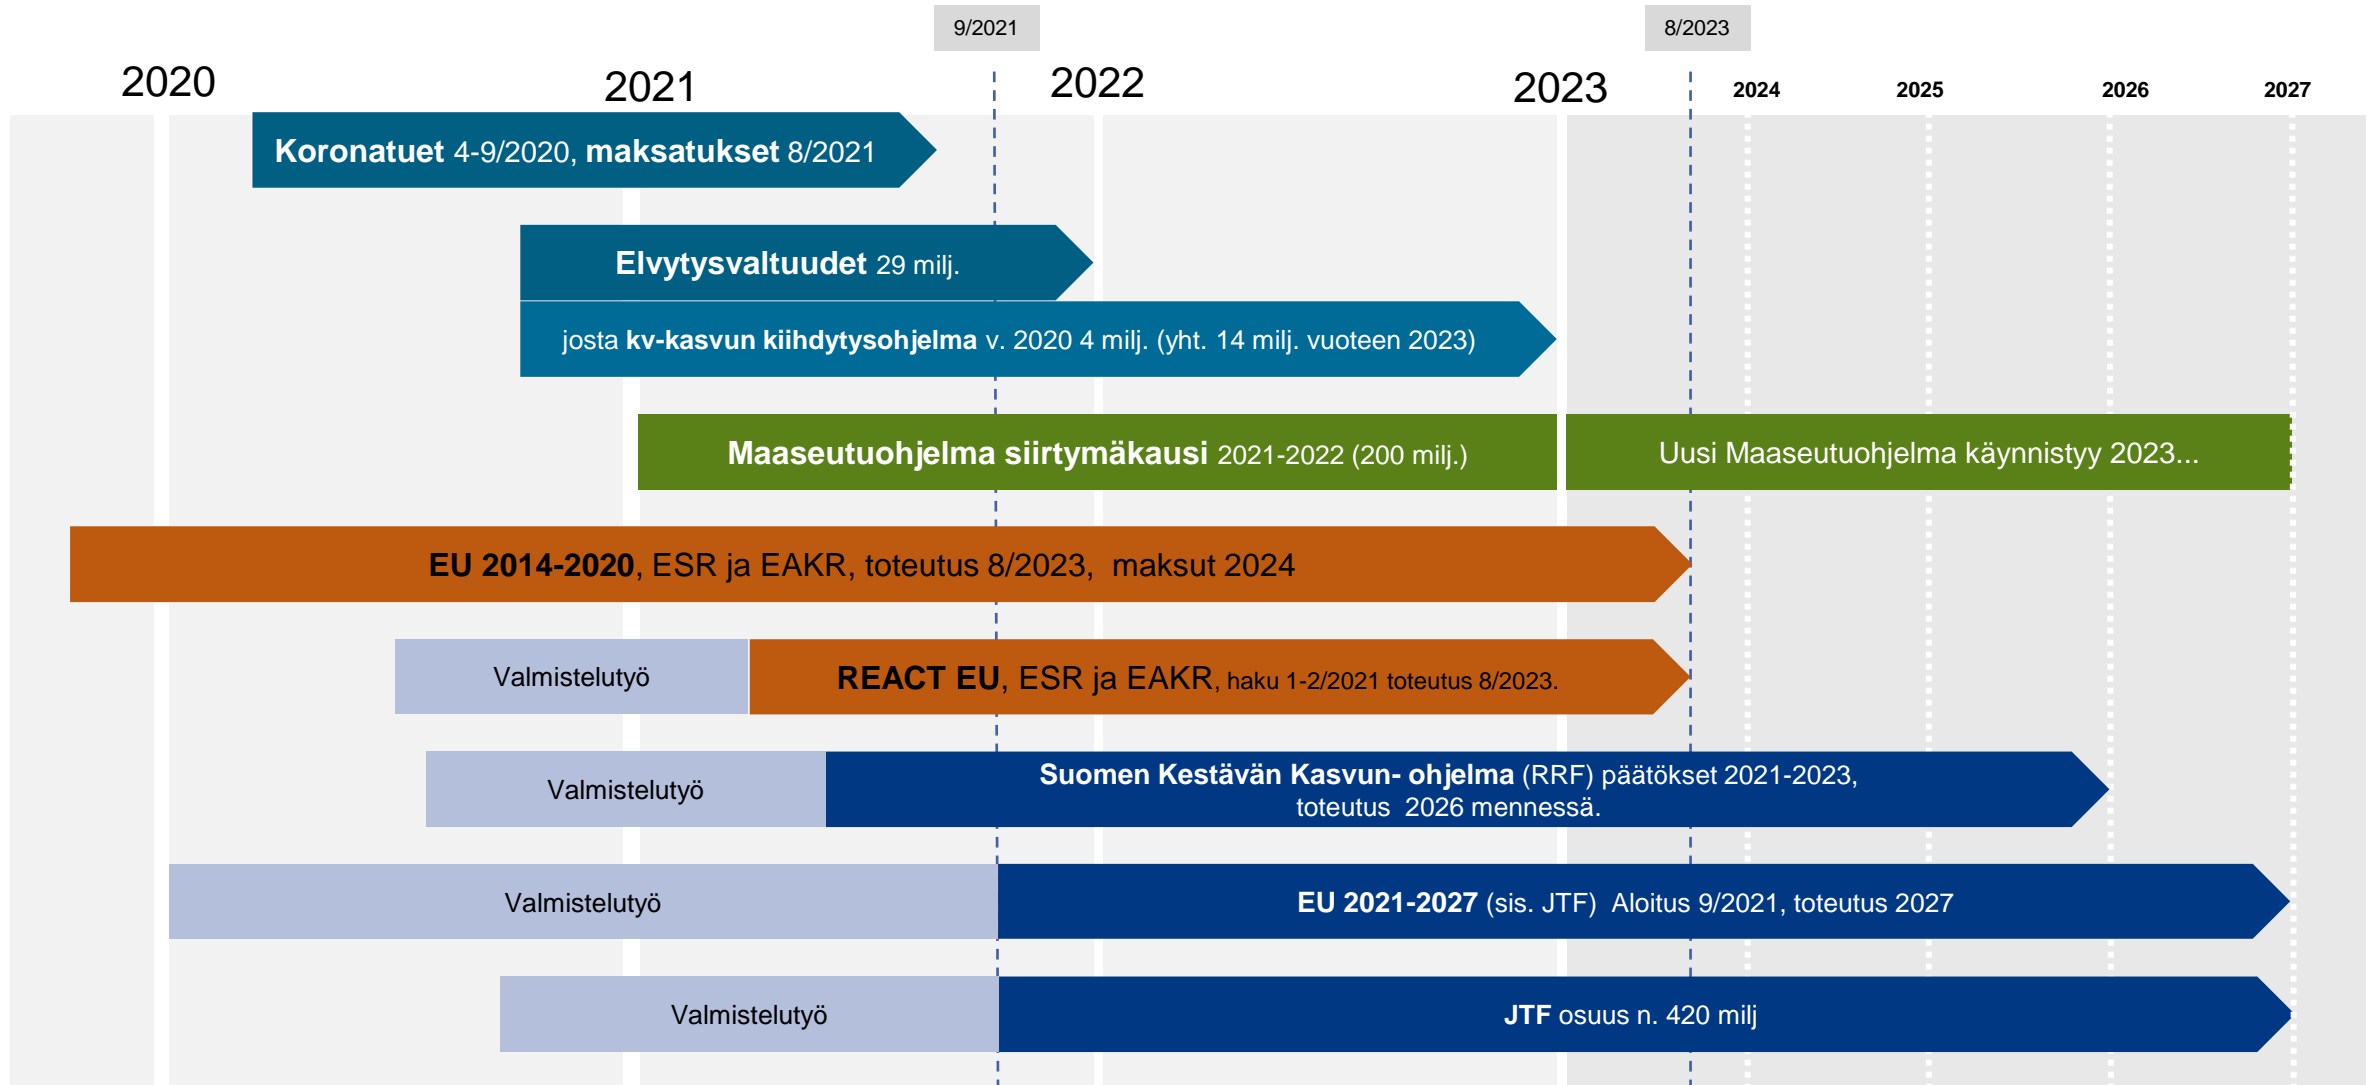 9/2021
8/2023
2020
2021
2022
2023
2024
2025
2026
2027
Koronatuet 4-9/2020, maksatukset 8/2021
Elvytysvaltuudet 29 milj.
josta kv-kasvun kiihdytysohjelma v. 2020 4 milj. (yht. 14 milj. vuoteen 2023)
Maaseutuohjelma siirtymäkausi 2021-2022 (200 milj.)
Uusi Maaseutuohjelma käynnistyy 2023...
EU 2014-2020, ESR ja EAKR, toteutus 8/2023, maksut 2024
Valmistelutyö
REACT EU, ESR ja EAKR, haku 1-2/2021 toteutus 8/2023.
Valmistelutyö
Suomen Kestävän Kasvun- ohjelma (RRF) päätökset 2021-2023,
toteutus 2026 mennessä.
Valmistelutyö
EU 2021-2027 (sis. JTF) Aloitus 9/2021, toteutus 2027
Valmistelutyö
JTF osuus n. 420 milj